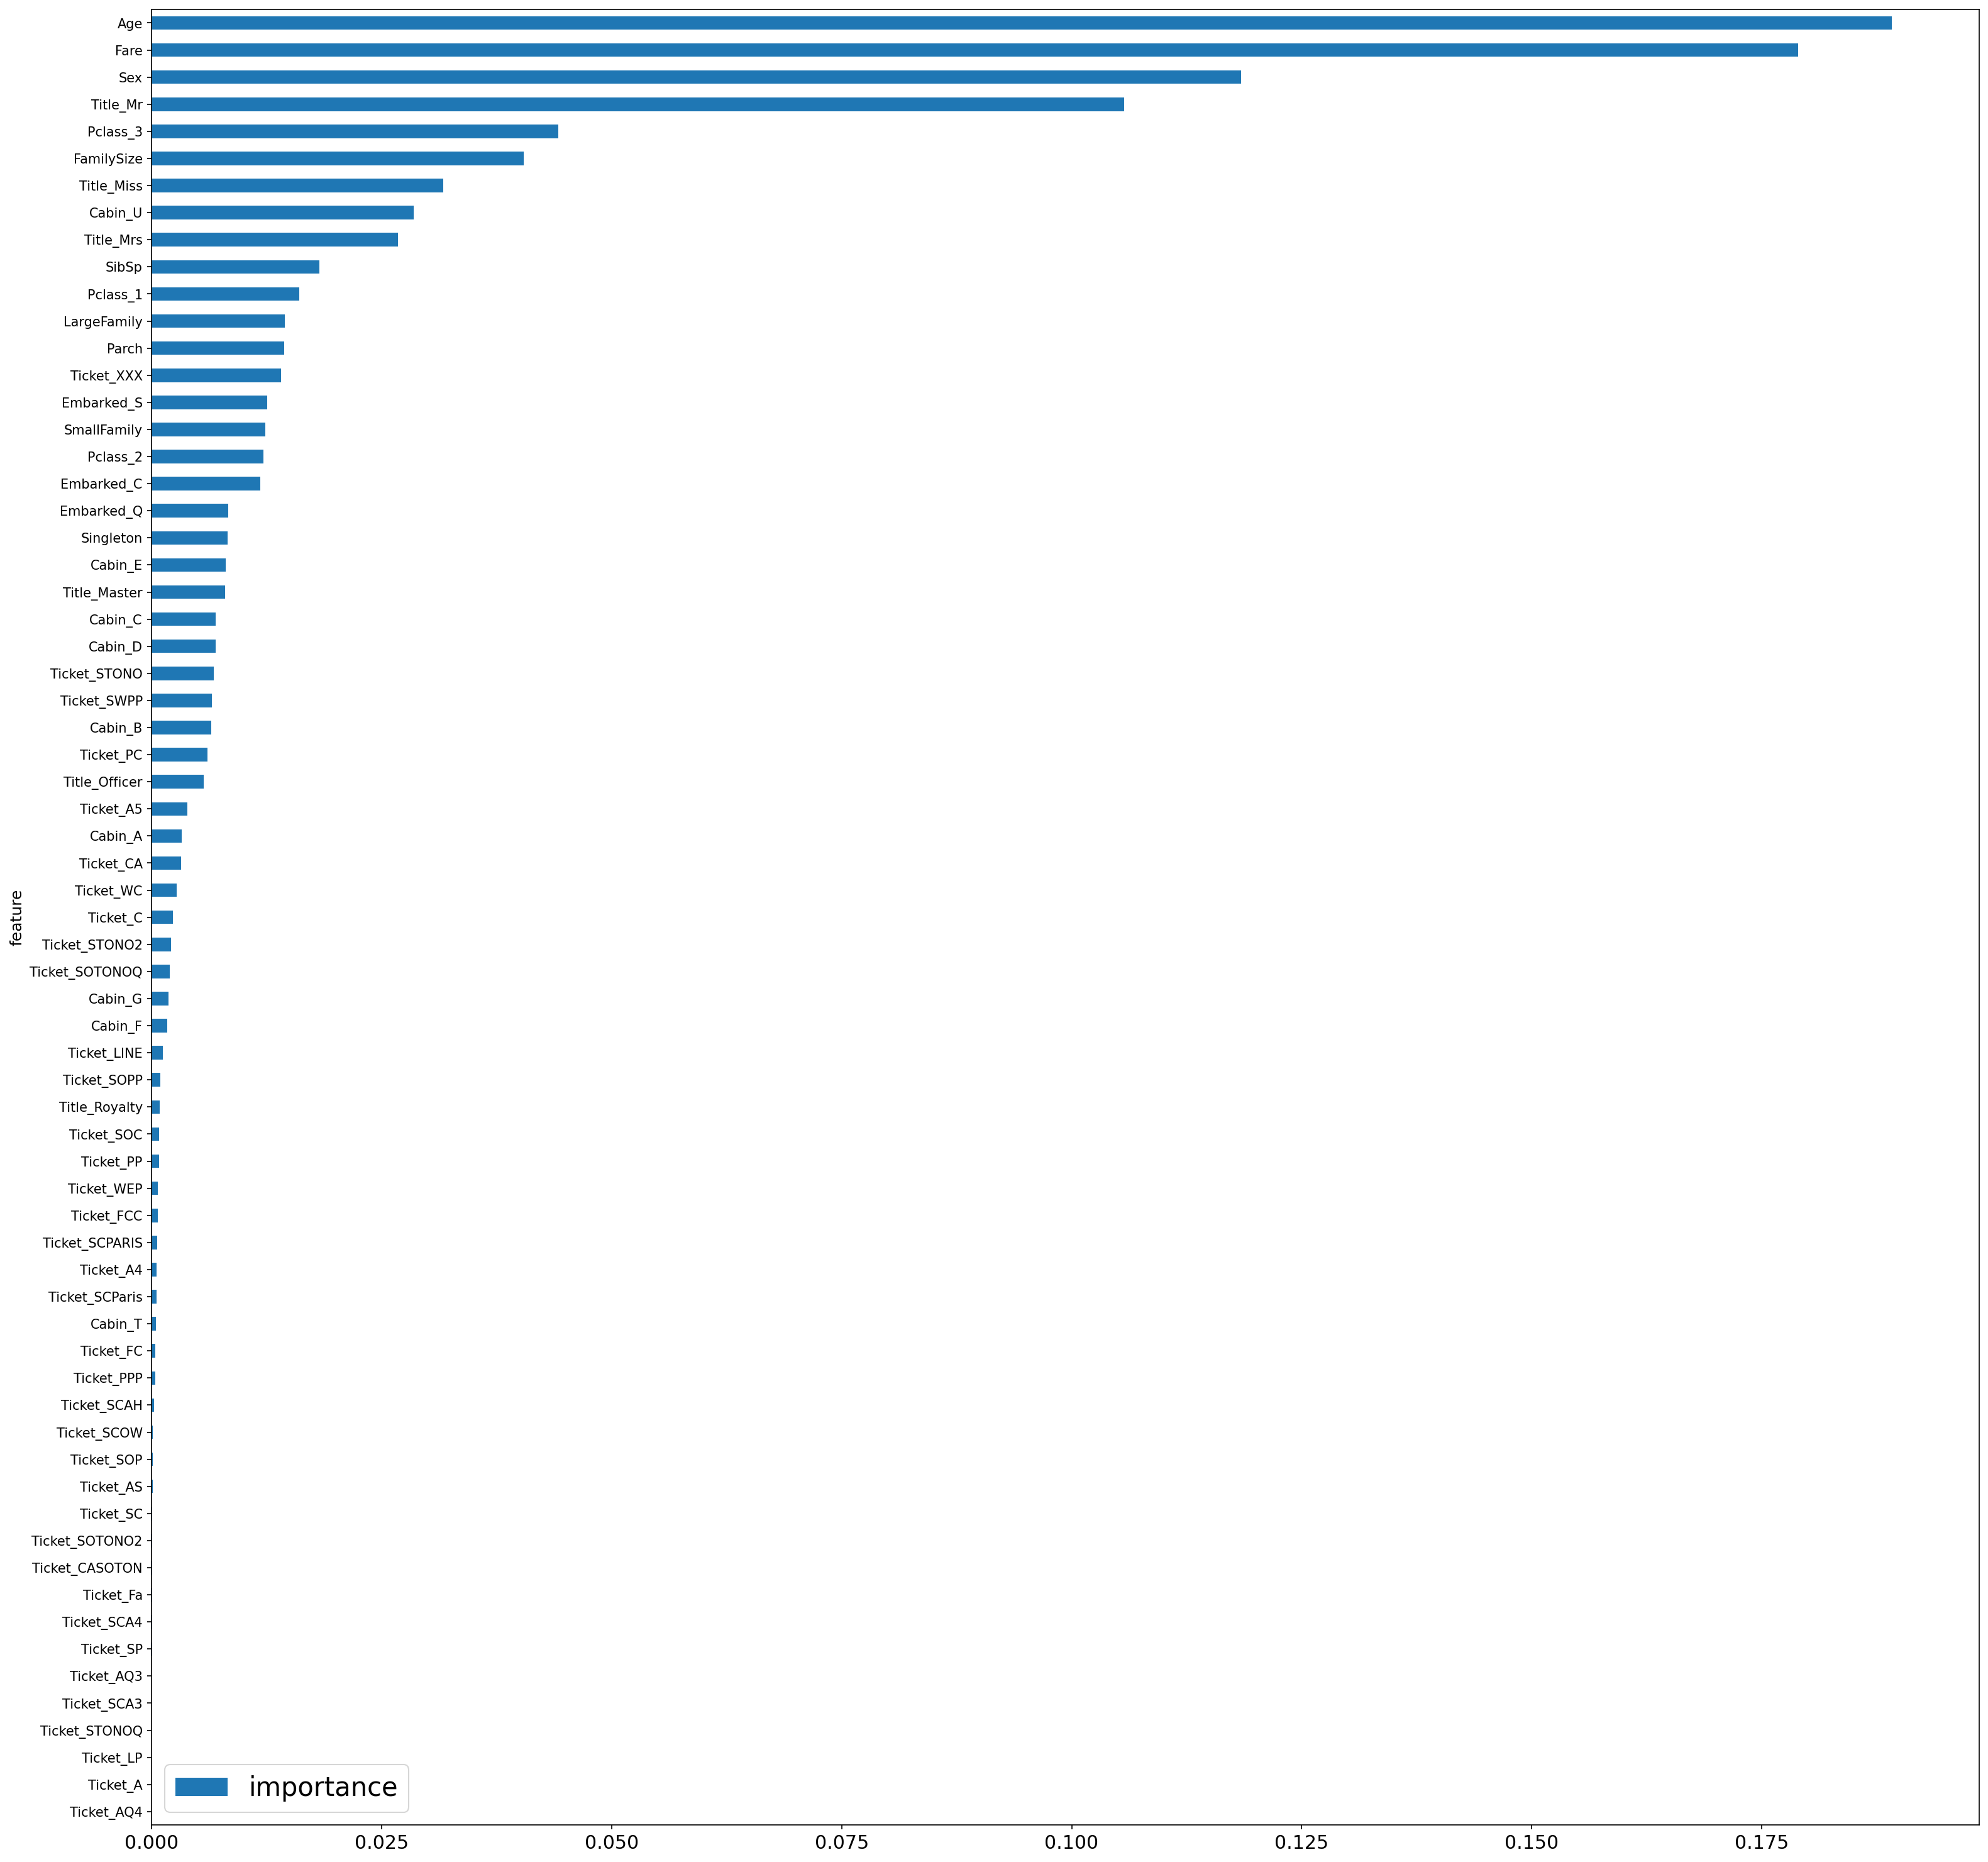 Age
Fare
Sex
Title_Mr
Pclass_3
FamilySize
Title_Miss
Cabin_U
Title_Mrs
SibSp
Pclass_1
LargeFamily
Parch
Ticket_XXX
Embarked_S
SmallFamily
Pclass_2
Embarked_C
Embarked_Q
Singleton
Cabin_E
Title_Master
Cabin_C
Cabin_D
Ticket_STONO
Ticket_SWPP
Cabin_B
Ticket_PC
Title_Officer
Ticket_A5
Cabin_A
Ticket_CA
Ticket_WC
Ticket_C
Ticket_STONO2
Ticket_SOTONOQ
Cabin_G
Cabin_F
Ticket_LINE
Ticket_SOPP
Title_Royalty
Ticket_SOC
Ticket_PP
Ticket_WEP
Ticket_FCC
Ticket_SCPARIS
Ticket_A4
Ticket_SCParis
Cabin_T
Ticket_FC
Ticket_PPP
Ticket_SCAH
Ticket_SCOW
Ticket_SOP
Ticket_AS
Ticket_SC
Ticket_SOTONO2
Ticket_CASOTON
Ticket_Fa
Ticket_SCA4
Ticket_SP
Ticket_AQ3
Ticket_SCA3
Ticket_STONOQ
Ticket_LP
Ticket_A
Ticket_AQ4
feature
importance
0.000 0.025 0.050 0.075 0.100 0.125 0.150 0.175